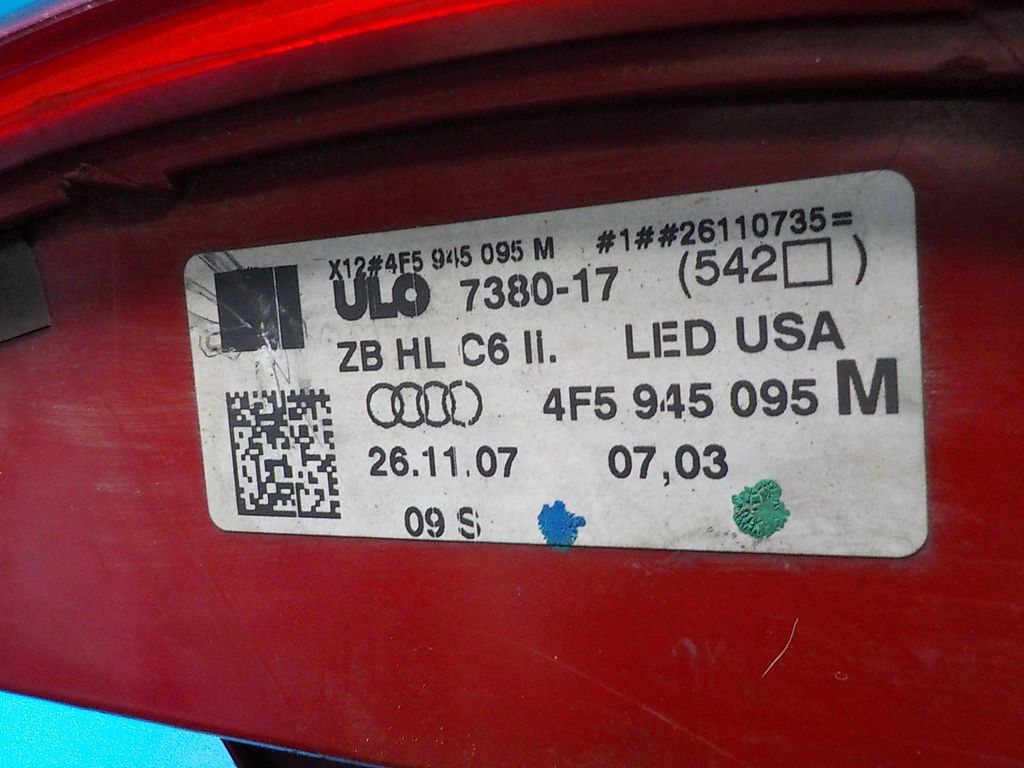 X12#4F5 945 095 M #1##26110735=
ULO 7380-17 (542□)
ZB HL C6 li. LED USA
4F5 945 095 M
26.11.07 07,03
09 S